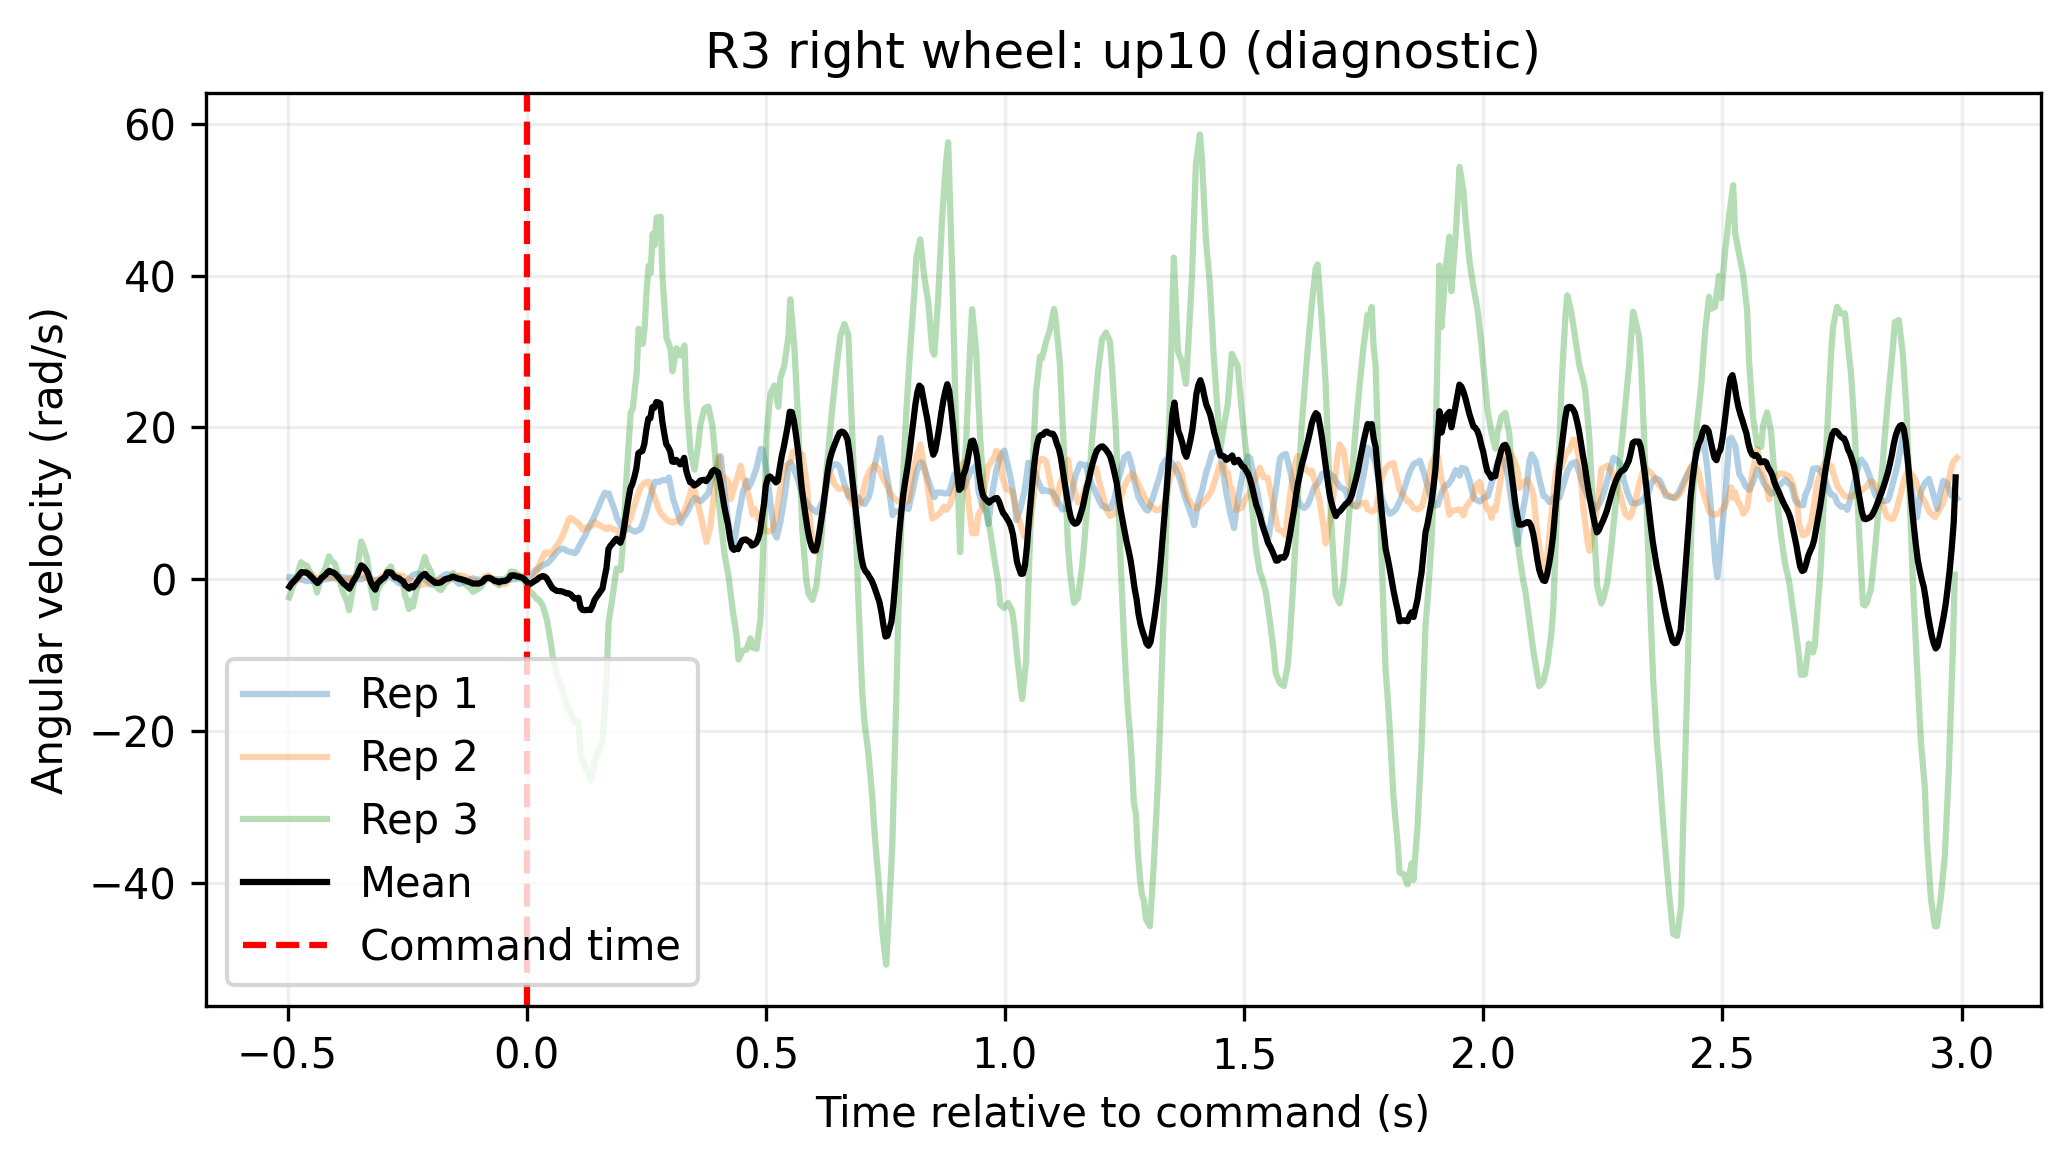 R3 right wheel: up10 (diagnostic)
Angular velocity (rad/s)
60
40
20
0
−20
−40
Rep 1
Rep 2
Rep 3
Mean
Command time
−0.5 0.0 0.5 1.0 1.5 2.0 2.5 3.0
Time relative to command (s)